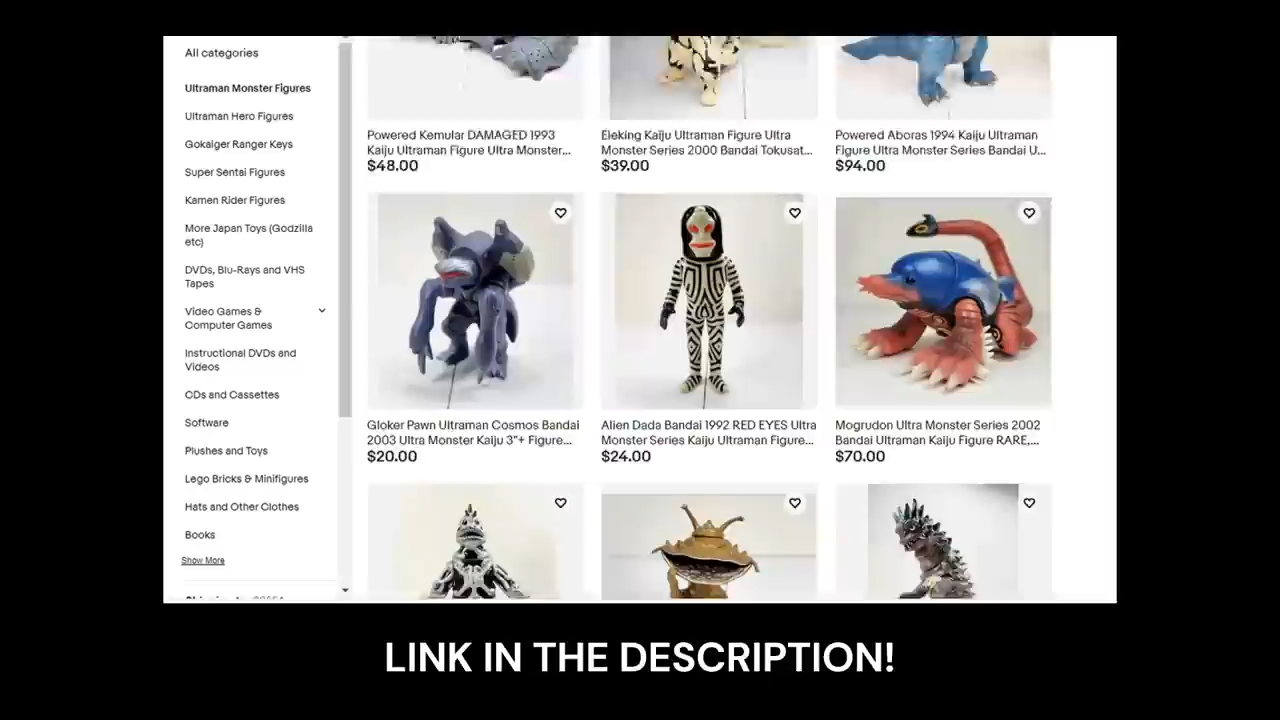 All categories
Ultraman Monster Figures
Ultraman Hero Figures
Gokaiger Ranger Keys
Super Sentai Figures
Kamen Rider Figures
More Japan Toys (Godzilla
etc)
DVDs, Blu-Rays and VHS
Tapes
Video Games &
Computer Games
Instructional DVDs and
Videos
CDs and Cassettes
Software
Plushes and Toys
Lego Bricks & Minifigures
Hats and Other Clothes
Books
Show More
Powered Kemular DAMAGED 1993
Kaiju Ultraman Figure Ultra Monster...
$48.00
Eleking Kaiju Ultraman Figure Ultra
Monster Series 2000 Bandai Tokusat...
$39.00
Powered Aboras 1994 Kaiju Ultraman
Figure Ultra Monster Series Bandai U...
$94.00
Gloker Pawn Ultraman Cosmos Bandai
2003 Ultra Monster Kaiju 3"+ Figure...
$20.00
Alien Dada Bandai 1992 RED EYES Ultra
Monster Series Kaiju Ultraman Figure...
$24.00
Mogrudon Ultra Monster Series 2002
Bandai Ultraman Kaiju Figure RARE,...
$70.00
LINK IN THE DESCRIPTION!